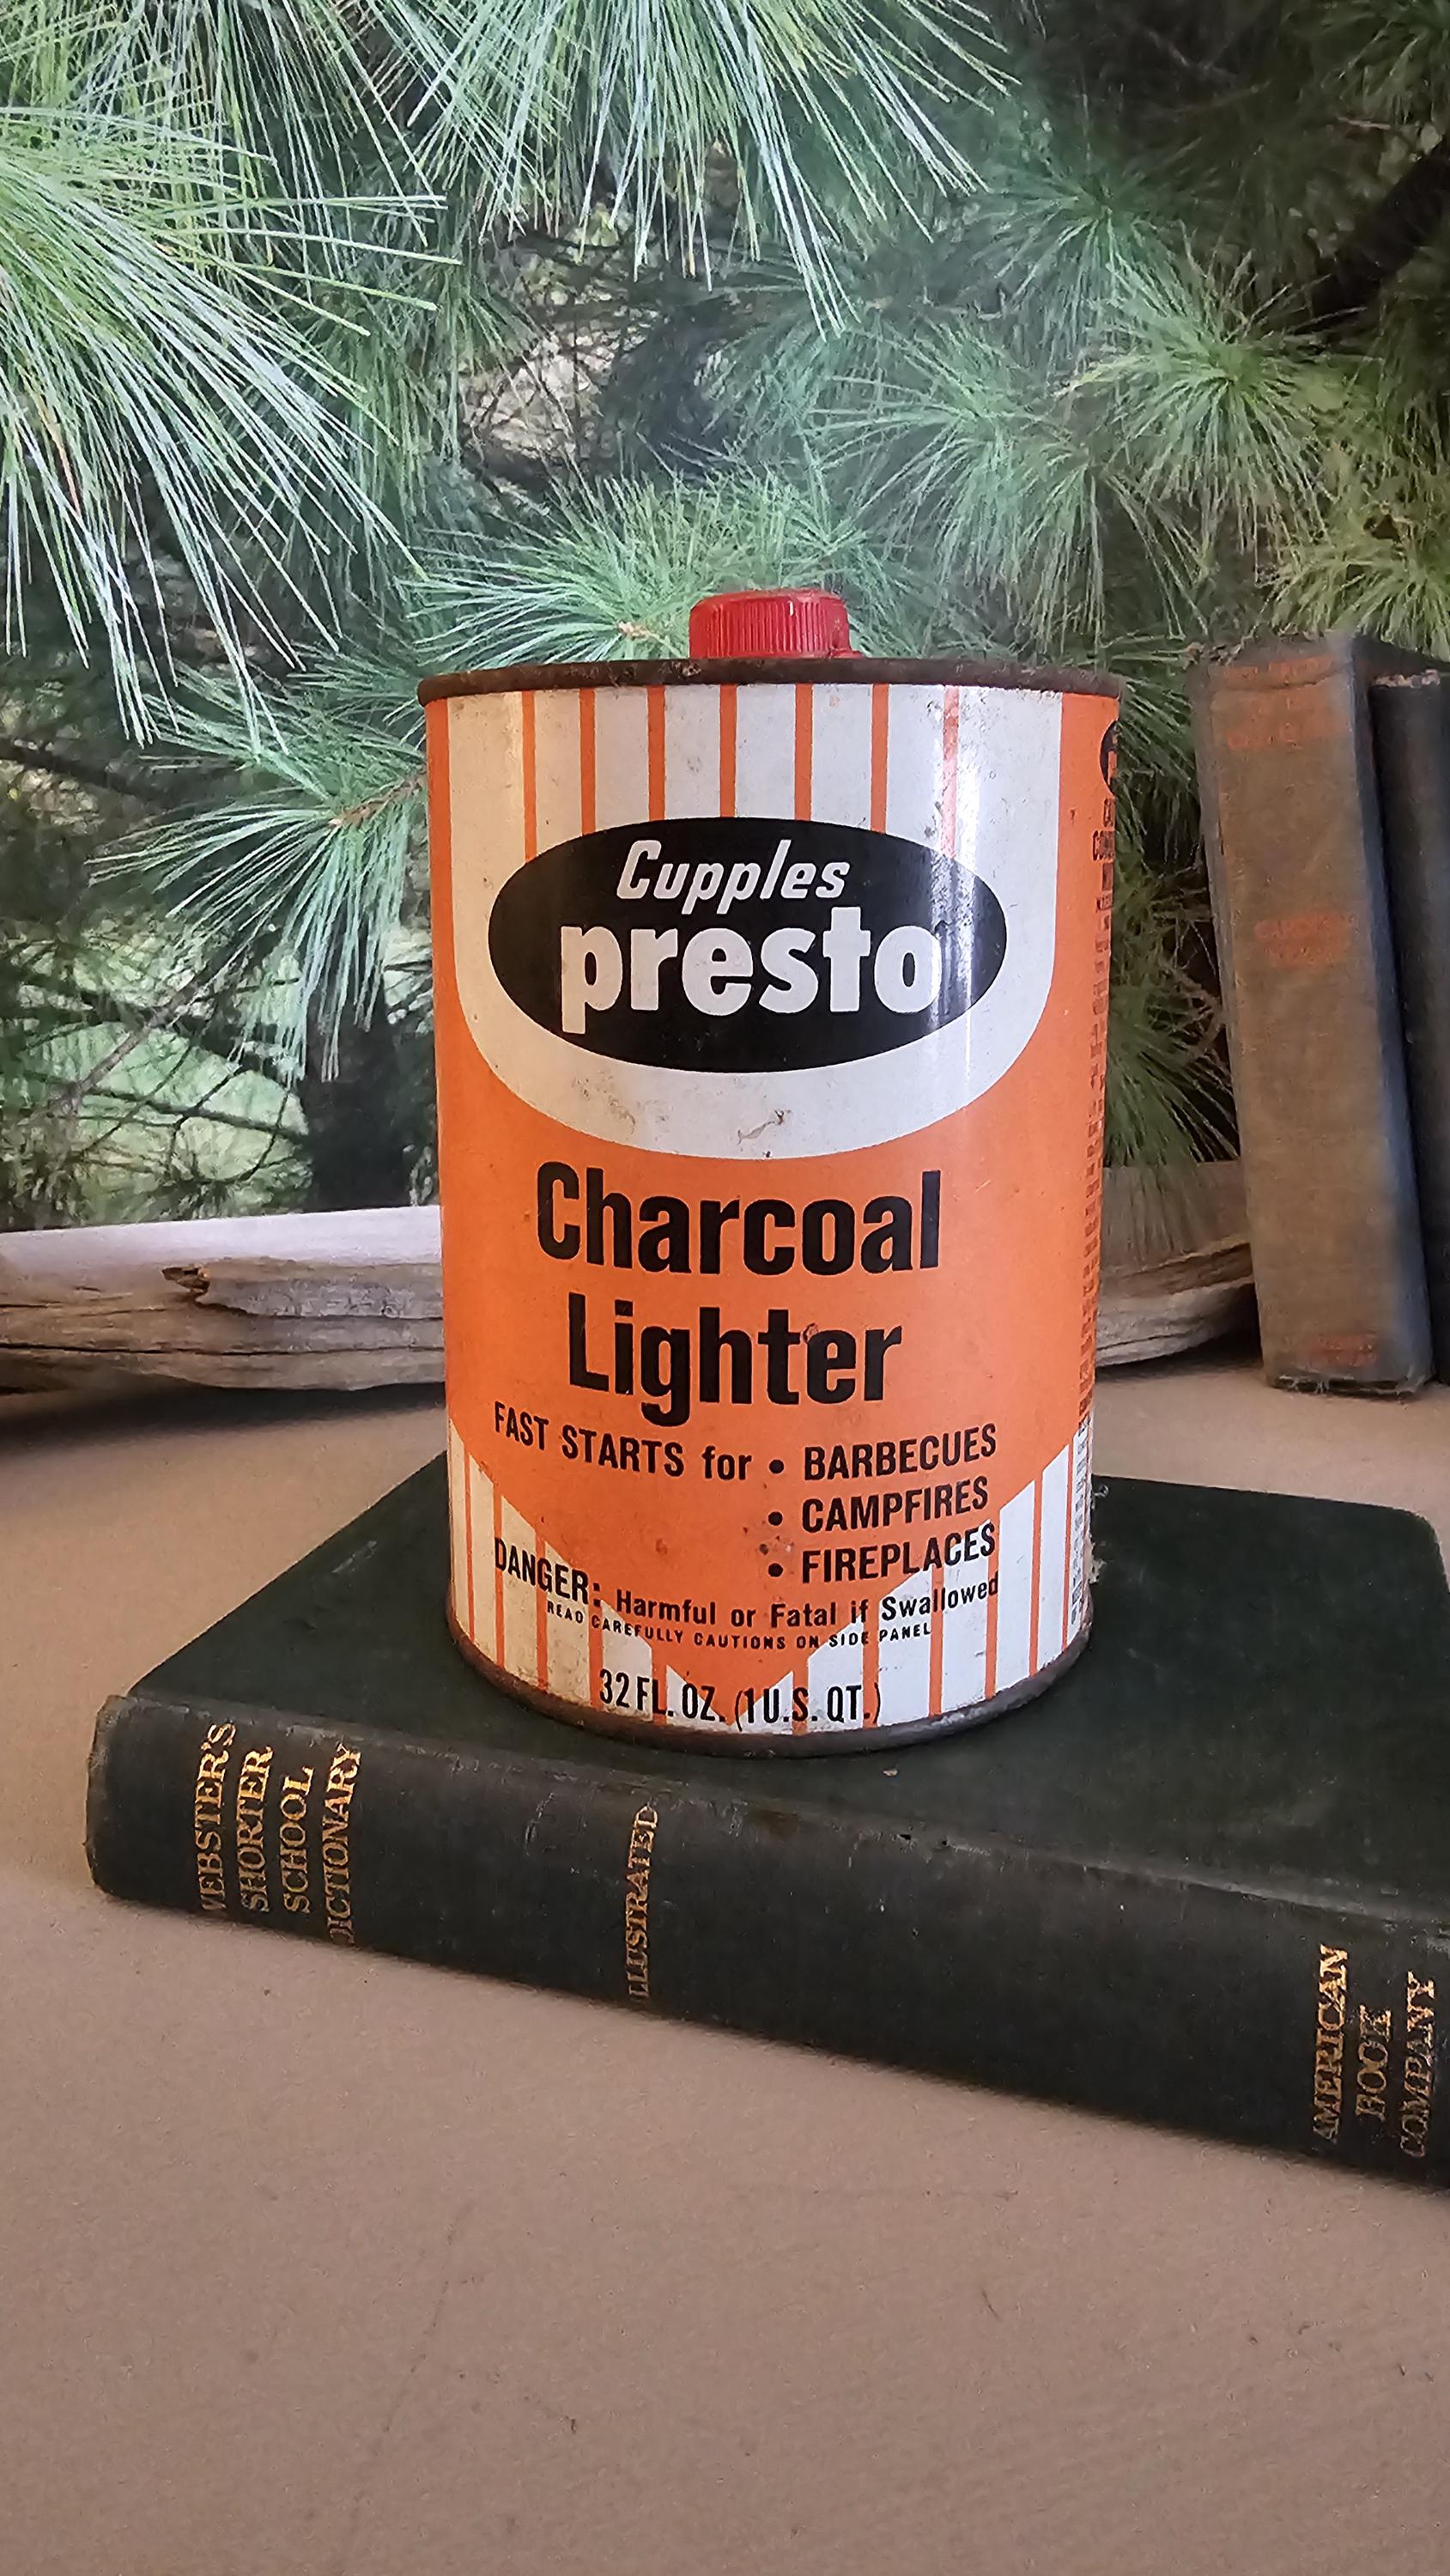 Cupples
presto
Charcoal
Lighter
FAST STARTS for • BARBECUES
• CAMPFIRES
• FIREPLACES
DANGER: Harmful or Fatal if Swallowed
READ CAREFULLY CAUTIONS ON SIDE PANEL
32 FL. OZ. (1 U.S. QT.)
WEBSTER'S
SHORTER
SCHOOL
DICTIONARY
ILLUSTRATED
AMERICAN
BOOK
COMPANY